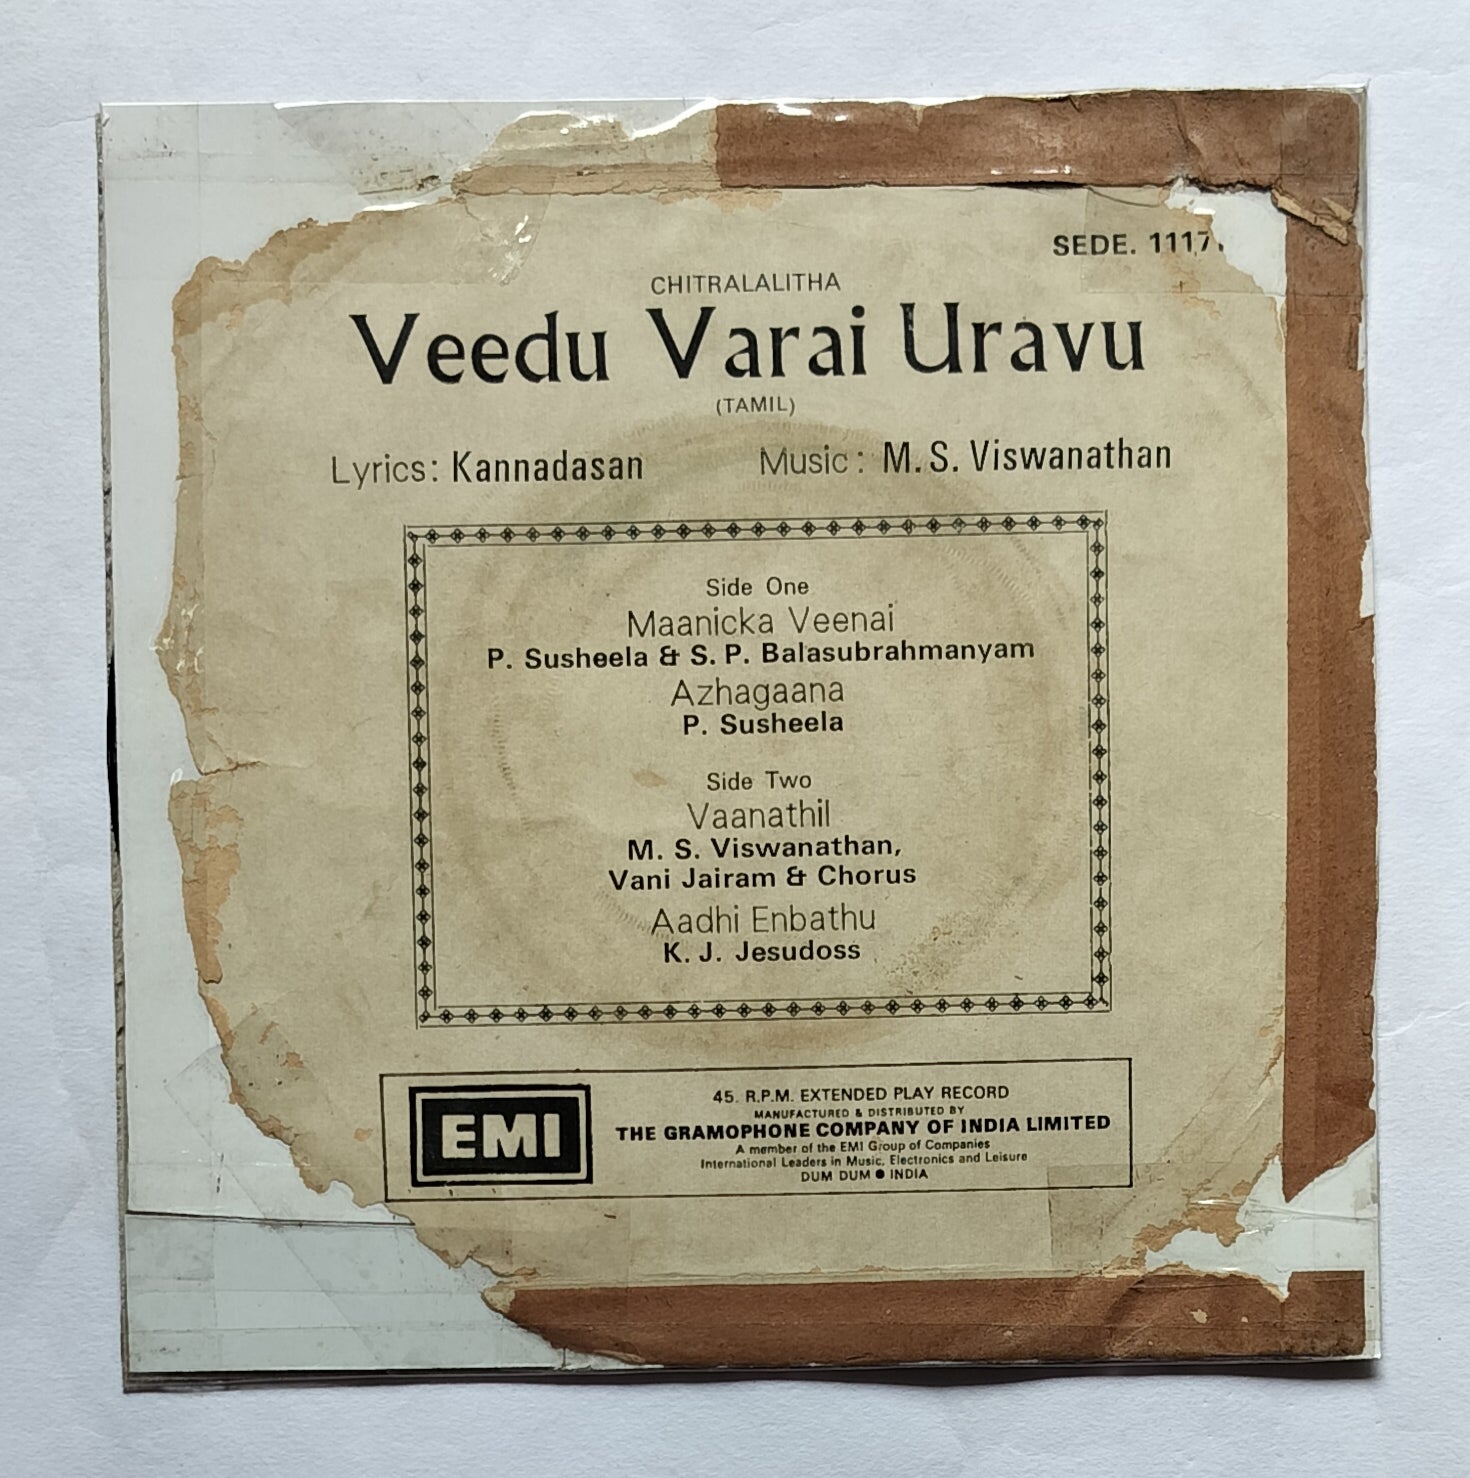 SEDE.
CHITRALALITHA
Veedu Varai Uravu
(TAMIL)
Lyrics: Kannadasan Music: M. S. Viswanathan
Side One
Maanicka Veenai
P. Susheela & S. P. Balasubrahmanyam
Azhagaana
P. Susheela
Side Two
Vaanathil
M. S. Viswanathan,
Vani Jairam & Chorus
Aadhi Enbathu
K. J. Jesudoss
EMI
45. R.P.M. EXTENDED PLAY RECORD
MANUFACTURED & DISTRIBUTED BY
THE GRAMOPHONE COMPANY OF INDIA LIMITED
A member of the EMI Group of Companies
International Leaders in Music, Electronics and Leisure
DUM DUM ● INDIA